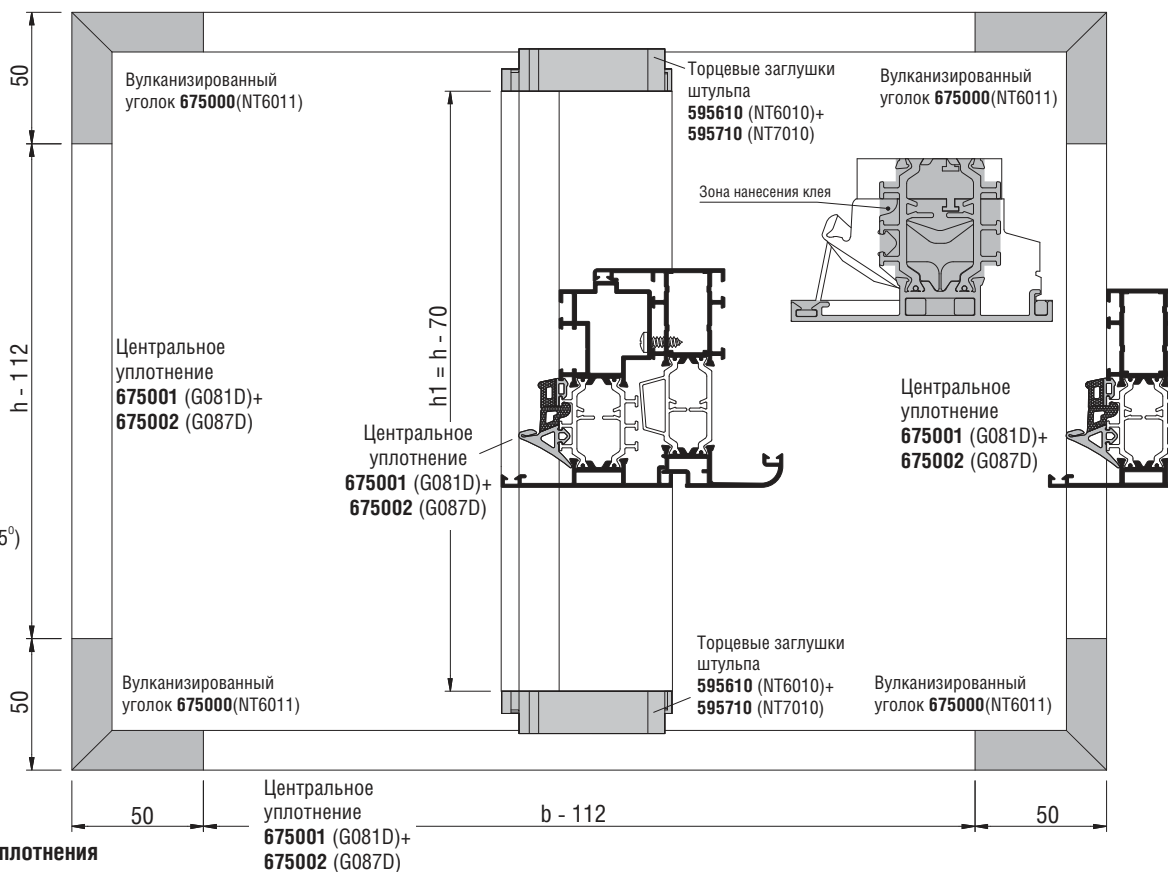 50
Вулканизированный
уголок 675000(NT6011)
Торцевые заглушки
штульпа
595610 (NT6010)+
595710 (NT7010)
Вулканизированный
уголок 675000(NT6011)
Зона нанесения клея
h - 112
Центральное
уплотнение
675001 (G081D)+
675002 (G087D)
h1 = h - 70
Центральное
уплотнение
675001 (G081D)+
675002 (G087D)
Центральное
уплотнение
675001 (G081D)+
675002 (G087D)
5⁰)
50
Вулканизированный
уголок 675000(NT6011)
Торцевые заглушки
штульпа
595610 (NT6010)+
595710 (NT7010)
Вулканизированный
уголок 675000(NT6011)
50
b - 112
50
Центральное
уплотнение
675001 (G081D)+
675002 (G087D)
плотнения